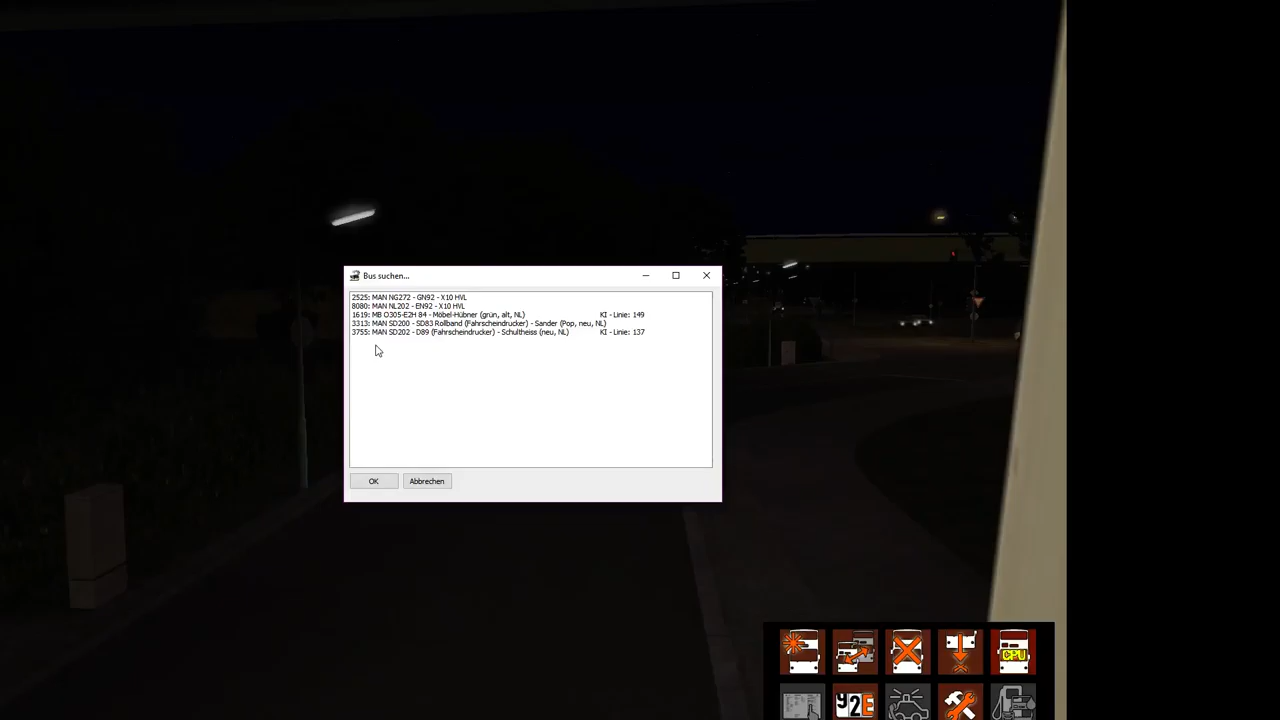 Bus suchen...
2525: MAN NG272 - GN92 - X10 HVL
8080: MAN NL202 - EN92 - X10 HVL
1619: MB O305-E2H 84 - Möbel-Hübner (grün, alt, NL) KI - Linie: 149
3313: MAN SD200 - SD83 Rollband (Fahrscheindrucker) - Sander (Pop, neu, NL)
3755: MAN SD202 - D89 (Fahrscheindrucker) - Schultheiss (neu, NL) KI - Linie: 137
OK Abbrechen
CPU
92E